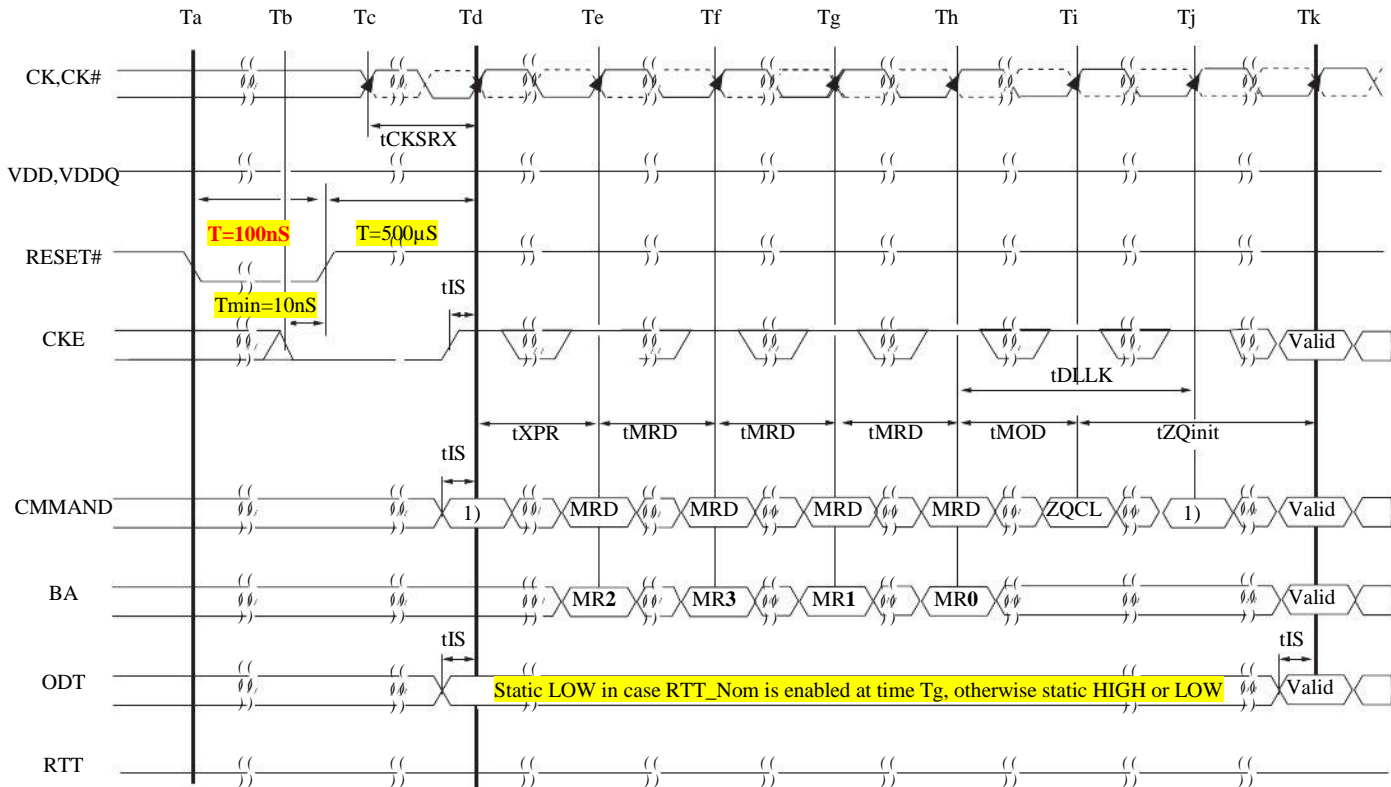 Ta Tb Tc Td Te Tf Tg Th Ti Tj Tk
CK,CK#
tCKSRX
VDD,VDDQ
T=100nS T=500µS
RESET#
Tmin=10nS tIS
CKE Valid
tDLLK
tXPR tMRD tMRD tMRD tMOD tZQinit
tIS
CMMAND 1) MRD MRD MRD MRD ZQCL 1) Valid
BA MR2 MR3 MR1 MR0 Valid
tIS tIS
ODT Static LOW in case RTT_Nom is enabled at time Tg, otherwise static HIGH or LOW Valid
RTT